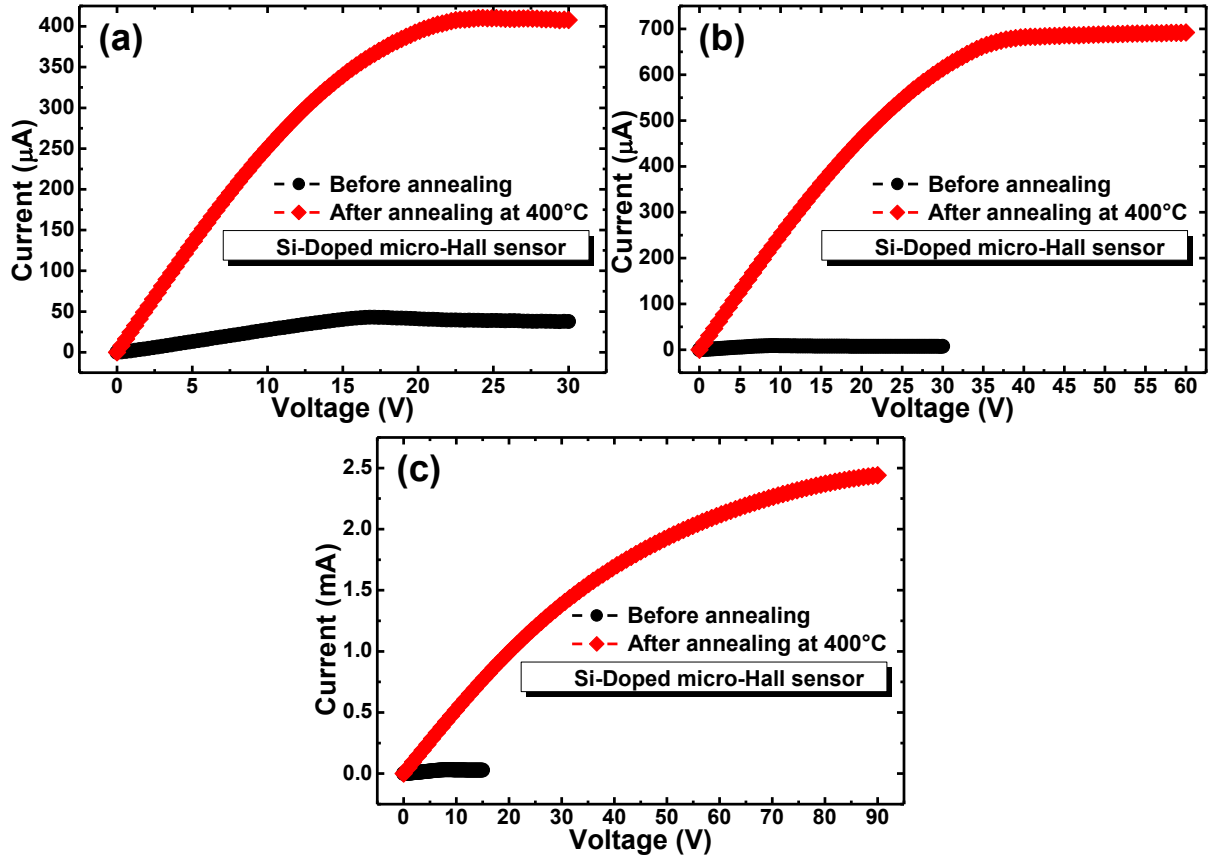 (a)
400
350
300
250
200
150
100
50
0
Current (μA)
Before annealing
After annealing at 400°C
Si-Doped micro-Hall sensor
0 5 10 15 20 25 30
Voltage (V)
(b)
700
600
500
400
300
200
100
0
Current (μA)
Before annealing
After annealing at 400°C
Si-Doped micro-Hall sensor
0 5 10 15 20 25 30 35 40 45 50 55 60
Voltage (V)
(c)
2.5
2.0
1.5
1.0
0.5
0.0
Current (mA)
Before annealing
After annealing at 400°C
Si-Doped micro-Hall sensor
0 10 20 30 40 50 60 70 80 90
Voltage (V)